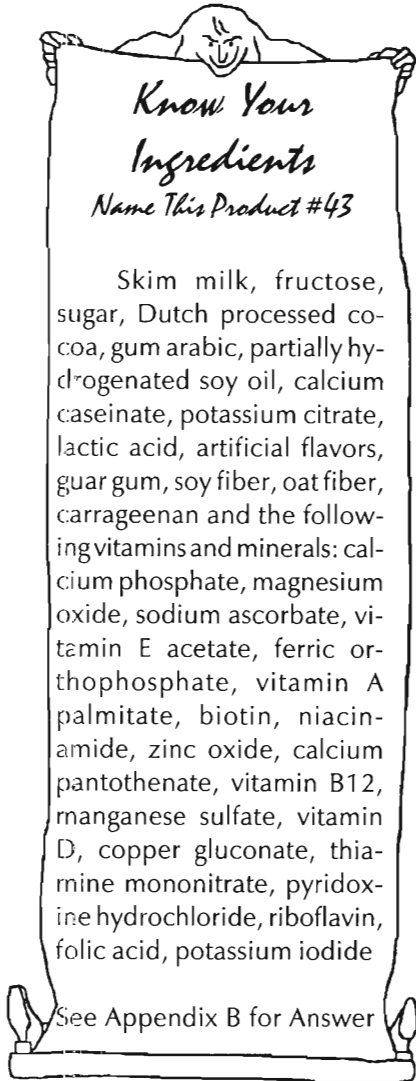 Know Your
Ingredients
Name This Product #43
Skim milk, fructose,
sugar, Dutch processed co-
coa, gum arabic, partially hy-
drogenated soy oil, calcium
caseinate, potassium citrate,
lactic acid, artificial flavors,
guar gum, soy fiber, oat fiber,
carrageenan and the follow-
ing vitamins and minerals: cal-
cium phosphate, magnesium
oxide, sodium ascorbate, vi-
tamin E acetate, ferric or-
thophosphate, vitamin A
palmitate, biotin, niacin-
amide, zinc oxide, calcium
pantothenate, vitamin B12,
manganese sulfate, vitamin
D, copper gluconate, thia-
mine mononitrate, pyridox-
ine hydrochloride, riboflavin,
folic acid, potassium iodide
See Appendix B for Answer